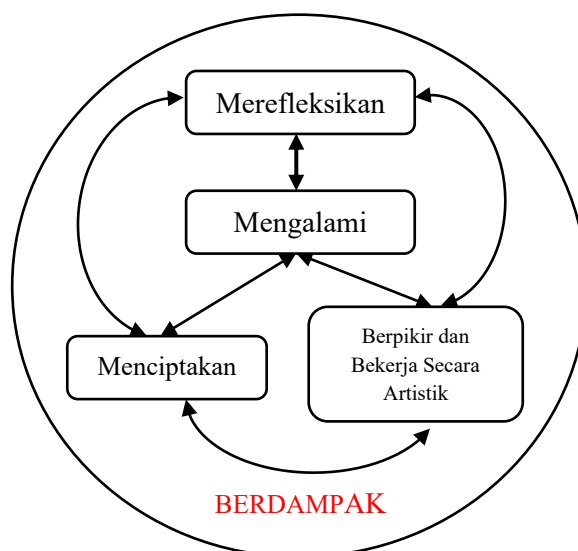 Merefleksikan
Mengalami
Menciptakan
Berpikir dan
Bekerja Secara
Artistik
BERDAMPAK